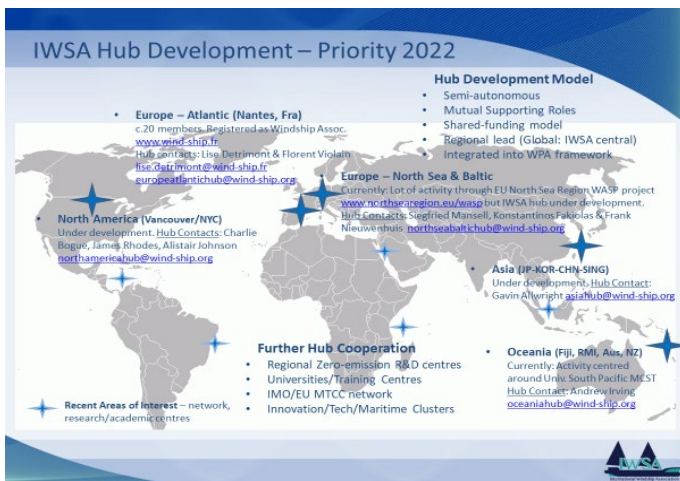 IWSA Hub Development – Priority 2022
Hub Development Model
• Semi-autonomous
• Mutual Supporting Roles
• Shared-funding model
• Regional lead (Global: IWSA central)
• Integrated into WPA framework
• Europe – Atlantic (Nantes, Fra)
c.20 members. Registered as Windship Assoc.
www.wind-ship.fr
Hub contacts: Lise Detrimont & Florent Violain
lise.detrimont@wind-ship.fr
europeatlantichub@wind-ship.org
• Europe – North Sea & Baltic
Currently: Lot of activity through EU North Sea Region WASP project
www.northsearegion.eu/wasp but IWSA hub under development.
Hub Contacts: Siegfried Mansell, Konstantinos Fakiolas & Frank
Nieuwenhuis northseabaltichub@wind-ship.org
• North America (Vancouver/NYC)
Under development. Hub Contacts: Charlie
Bogue, James Rhodes, Alistair Johnson
northamericahub@wind-ship.org
• Asia (JP-KOR-CHN-SING)
Under development. Hub Contact:
Gavin Allwright asiahub@wind-ship.org
Further Hub Cooperation
• Regional Zero-emission R&D centres
• Universities/Training Centres
• IMO/EU MTCC network
• Innovation/Tech/Maritime Clusters
• Oceania (Fiji, RMI, Aus, NZ)
Currently: Activity centred
around Univ. South Pacific MCST
Hub Contact: Andrew Irving
oceaniahub@wind-ship.org
Recent Areas of Interest – network,
research/academic centres
IWSA
International Windship Association